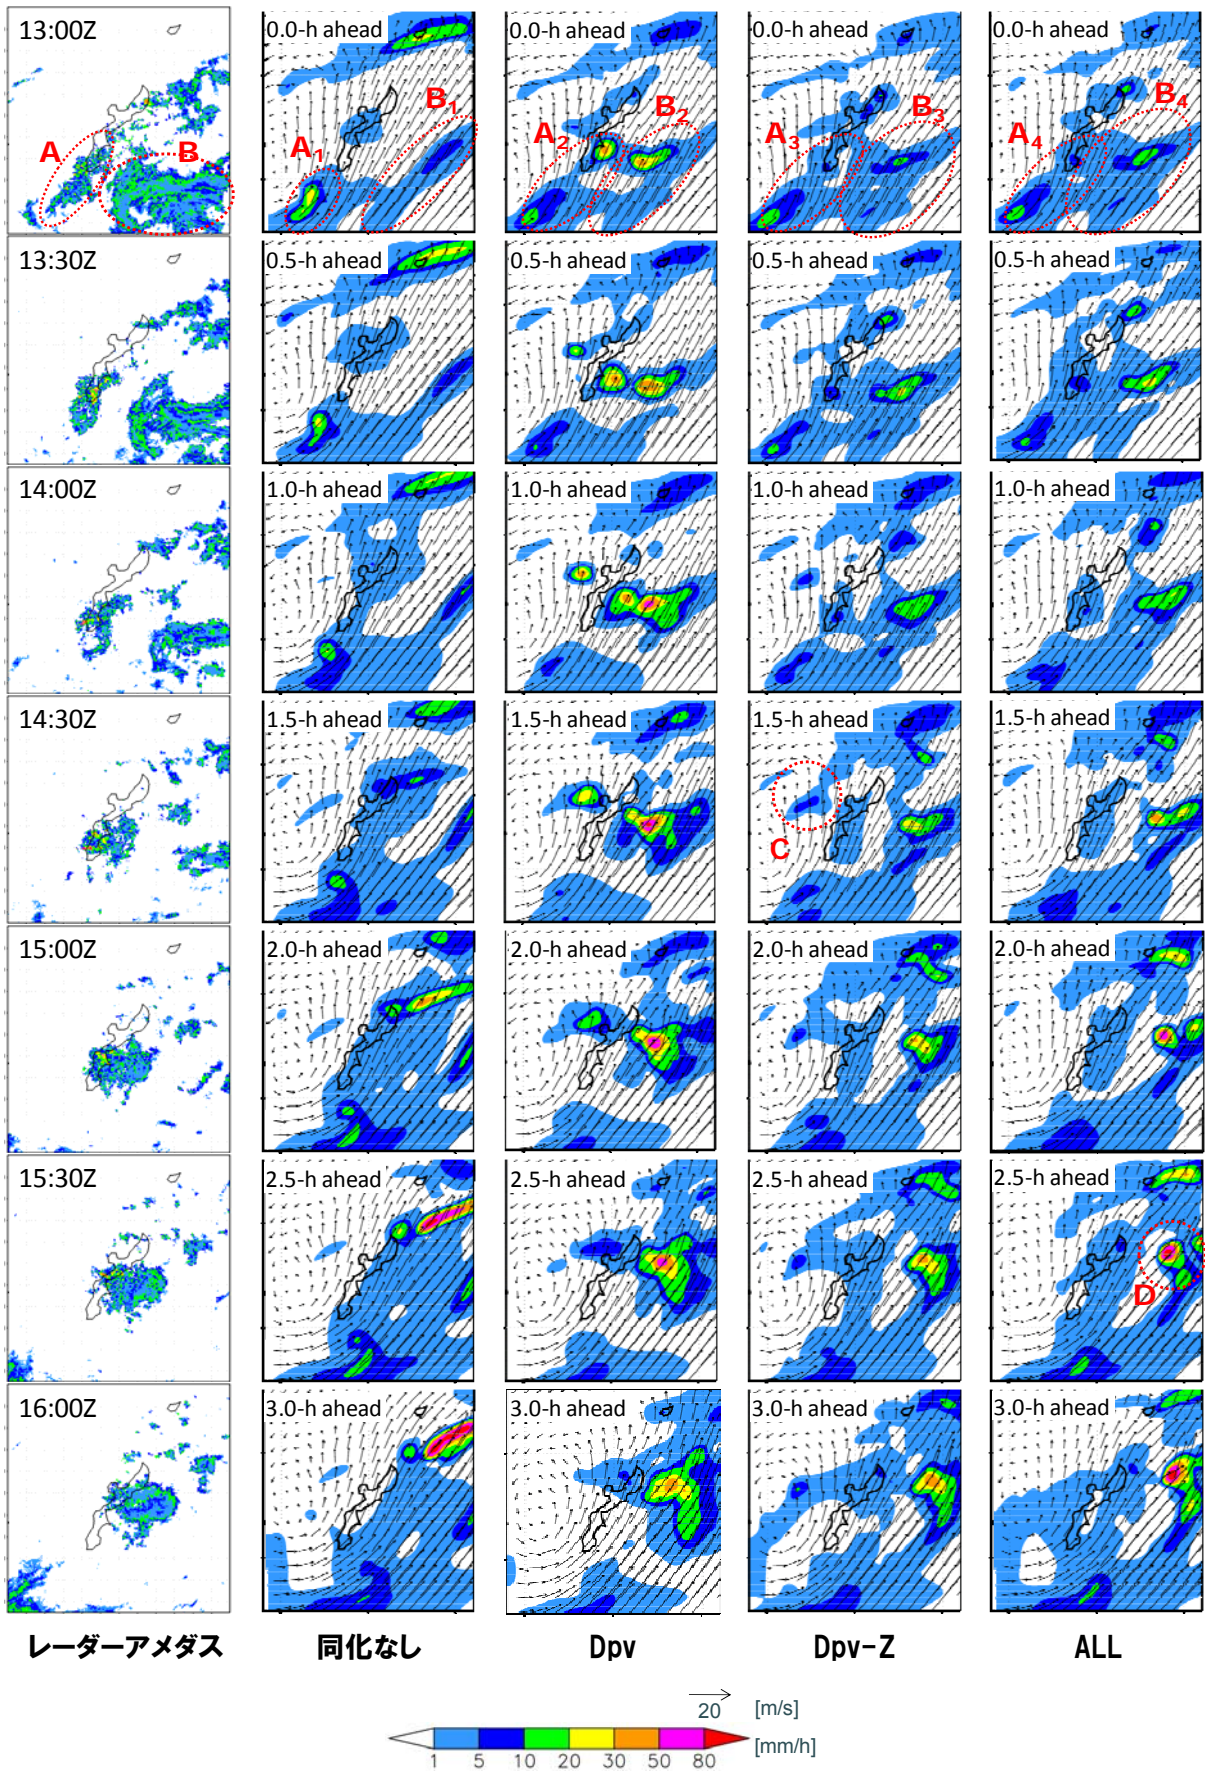 13:00Z
0.0-h ahead
0.0-h ahead
0.0-h ahead
0.0-h ahead
A
B
A1
B1
A2
B2
A3
B3
A4
B4
13:30Z
0.5-h ahead
0.5-h ahead
0.5-h ahead
0.5-h ahead
14:00Z
1.0-h ahead
1.0-h ahead
1.0-h ahead
1.0-h ahead
14:30Z
1.5-h ahead
1.5-h ahead
1.5-h ahead
1.5-h ahead
C
15:00Z
2.0-h ahead
2.0-h ahead
2.0-h ahead
2.0-h ahead
15:30Z
2.5-h ahead
2.5-h ahead
2.5-h ahead
2.5-h ahead
D
16:00Z
3.0-h ahead
3.0-h ahead
3.0-h ahead
3.0-h ahead
レーダーアメダス
同化なし
Dpv
Dpv-Z
ALL
20 [m/s]
[mm/h]
1 5 10 20 30 50 80